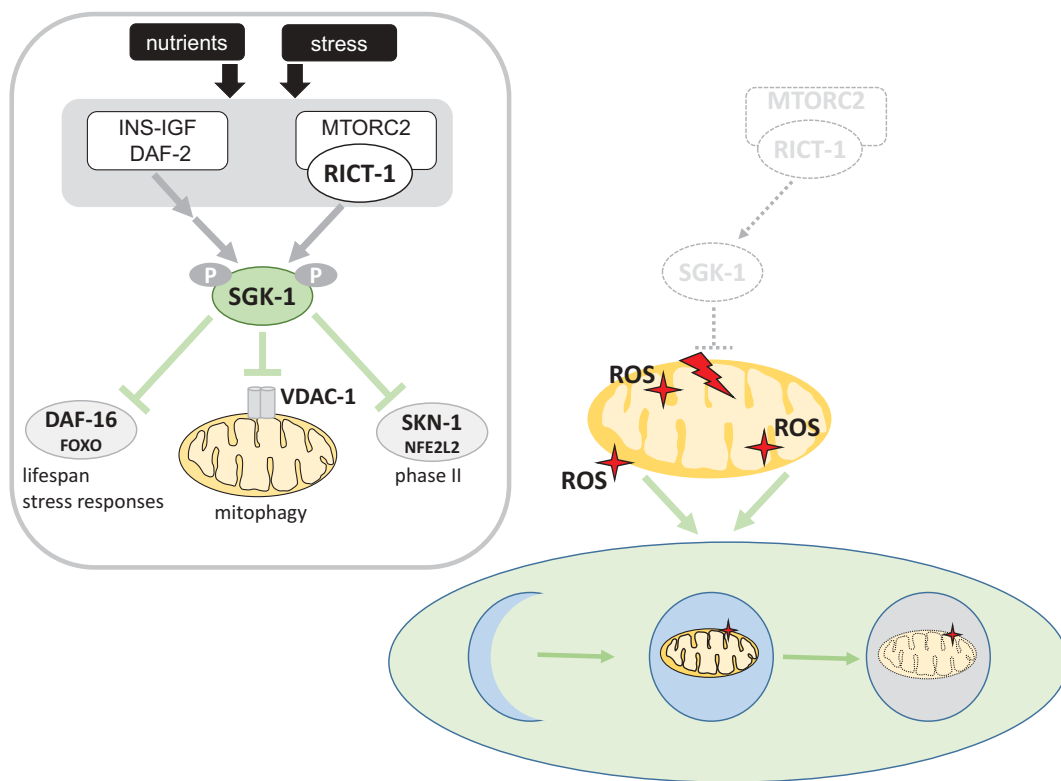 nutrients
stress
INS-IGF
DAF-2
MTORC2
RICT-1
P
P
SGK-1
VDAC-1
DAF-16
FOXO
SKN-1
NFE2L2
lifespan
stress responses
mitophagy
phase II
MTORC2
RICT-1
SGK-1
ROS
ROS
ROS